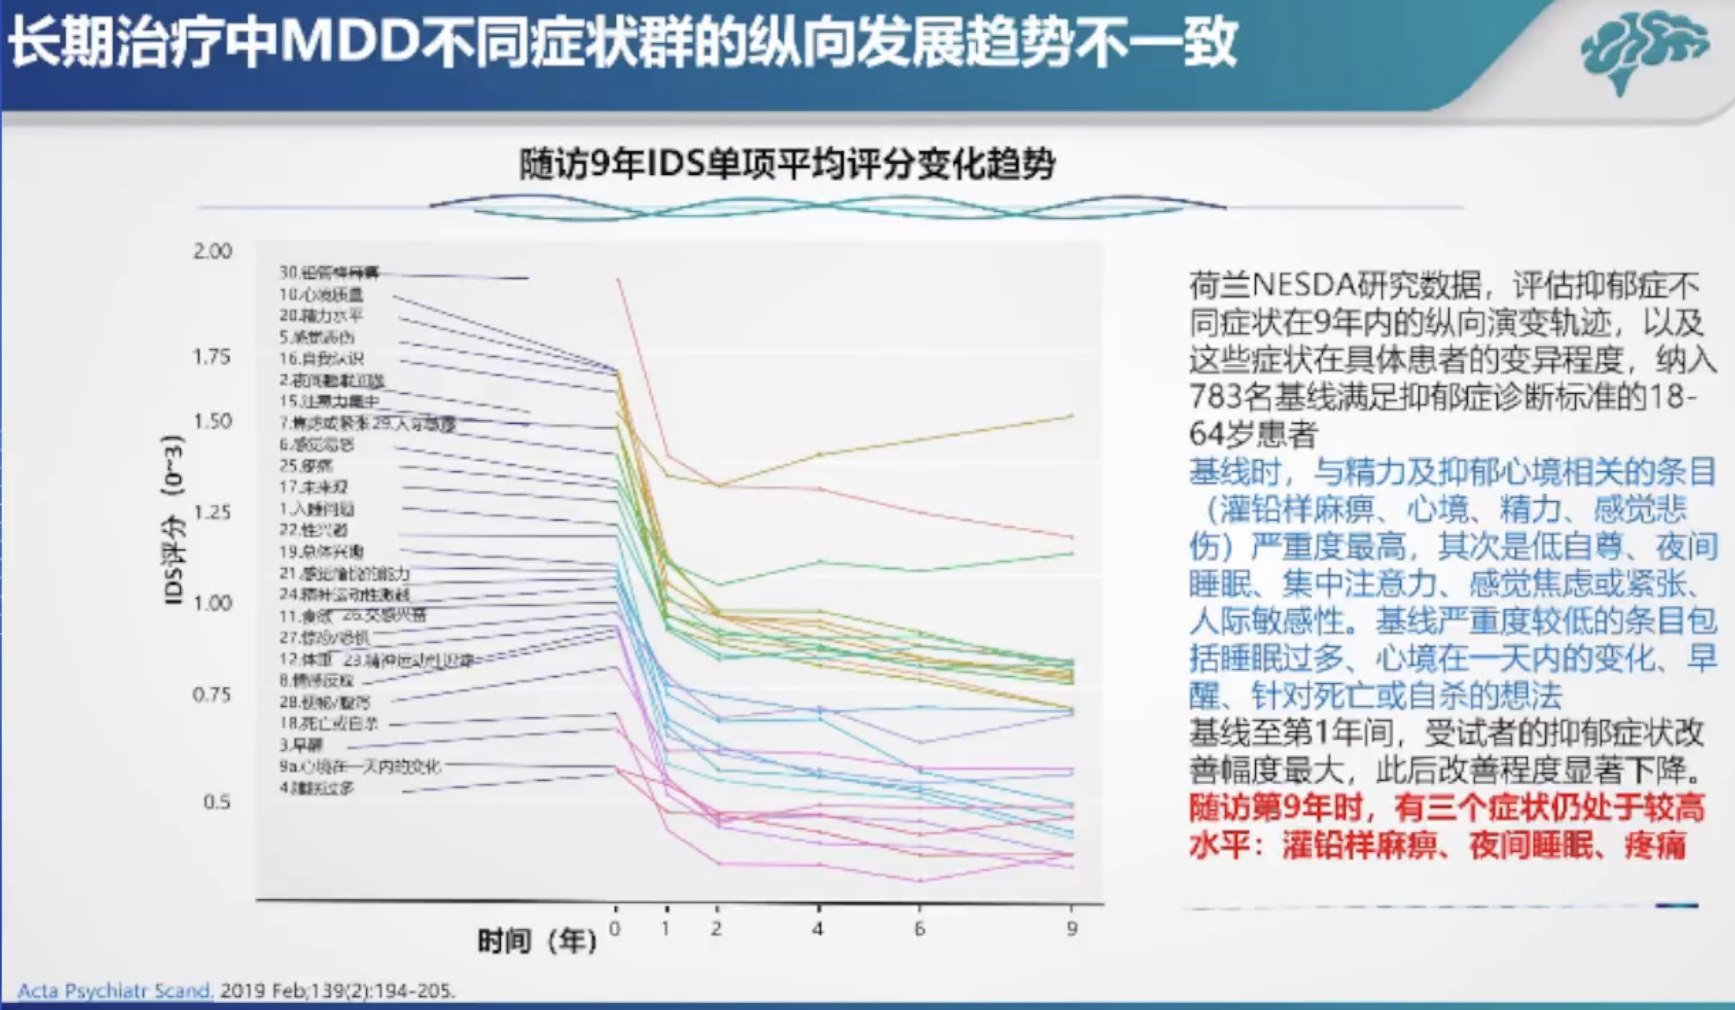 长期治疗中MDD不同症状群的纵向发展趋势不一致
随访9年IDS单项平均评分变化趋势
2.00
1.75
1.50
1.25
1.00
0.75
0.5
IDS评分（0~3）
30.铅管样麻痹
10.心境质量
20.精力水平
5.感觉悲伤
16.自我认识
2.夜间睡眠问题
15.注意力集中
7.焦虑或紧张 29.人际敏感
6.感觉易怒
25.疼痛
17.未来观
1.入睡问题
22.性兴趣
19.总体兴趣
21.感觉愉悦的能力
24.精神运动性激越
11.食欲 26.交感兴奋
27.惊恐/恐惧
12.体重 23.精神运动性迟滞
8.情感反应
28.便秘/腹泻
18.死亡或自杀
3.早醒
9a.心境在一天内的变化
4.睡眠过多
时间（年）
0 1 2 4 6 9
荷兰NESDA研究数据，评估抑郁症不
同症状在9年内的纵向演变轨迹，以及
这些症状在具体患者的变异程度，纳入
783名基线满足抑郁症诊断标准的18-
64岁患者
基线时，与精力及抑郁心境相关的条目
（灌铅样麻痹、心境、精力、感觉悲
伤）严重度最高，其次是低自尊、夜间
睡眠、集中注意力、感觉焦虑或紧张、
人际敏感性。基线严重度较低的条目包
括睡眠过多、心境在一天内的变化、早
醒、针对死亡或自杀的想法
基线至第1年间，受试者的抑郁症状改
善幅度最大，此后改善程度显著下降。
随访第9年时，有三个症状仍处于较高
水平：灌铅样麻痹、夜间睡眠、疼痛
Acta Psychiatr Scand. 2019 Feb;139(2):194-205.